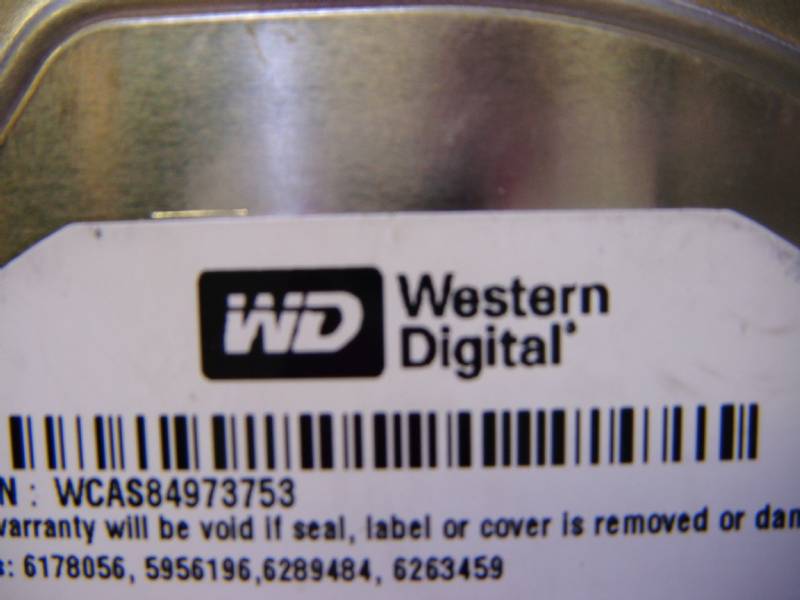 WD Western
Digital®
N : WCAS84973753
warranty will be void if seal, label or cover is removed or dam
s: 6178056, 5956196,6289484, 6263459